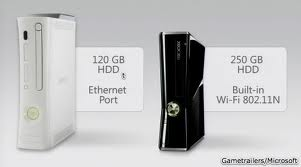 120 GB
HDD
Ethernet
Port
250 GB
HDD
Built-in
Wi-Fi 802.11N
Gametrailers/Microsoft